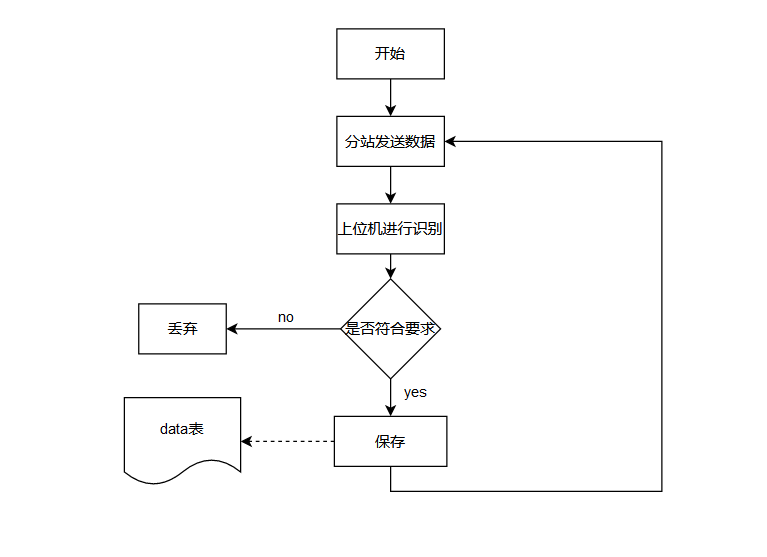 开始
分站发送数据
上位机进行识别
是否符合要求
no
丢弃
yes
data表
保存